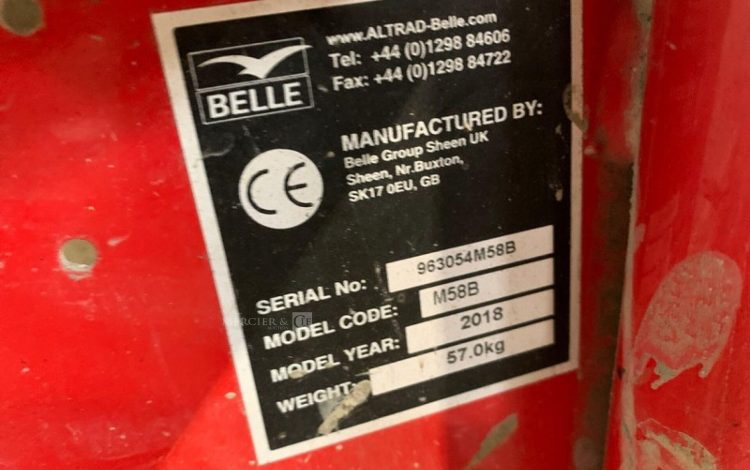 www.ALTRAD-Belle.com
Tel: +44 (0)1298 84606
Fax: +44 (0)1298 84722
BELLE
MANUFACTURED BY:
Belle Group Sheen UK
Sheen, Nr.Buxton,
SK17 0EU, GB
CE
SERIAL No: 963054M58B
MODEL CODE: M58B
MODEL YEAR: 2018
WEIGHT: 57.0kg